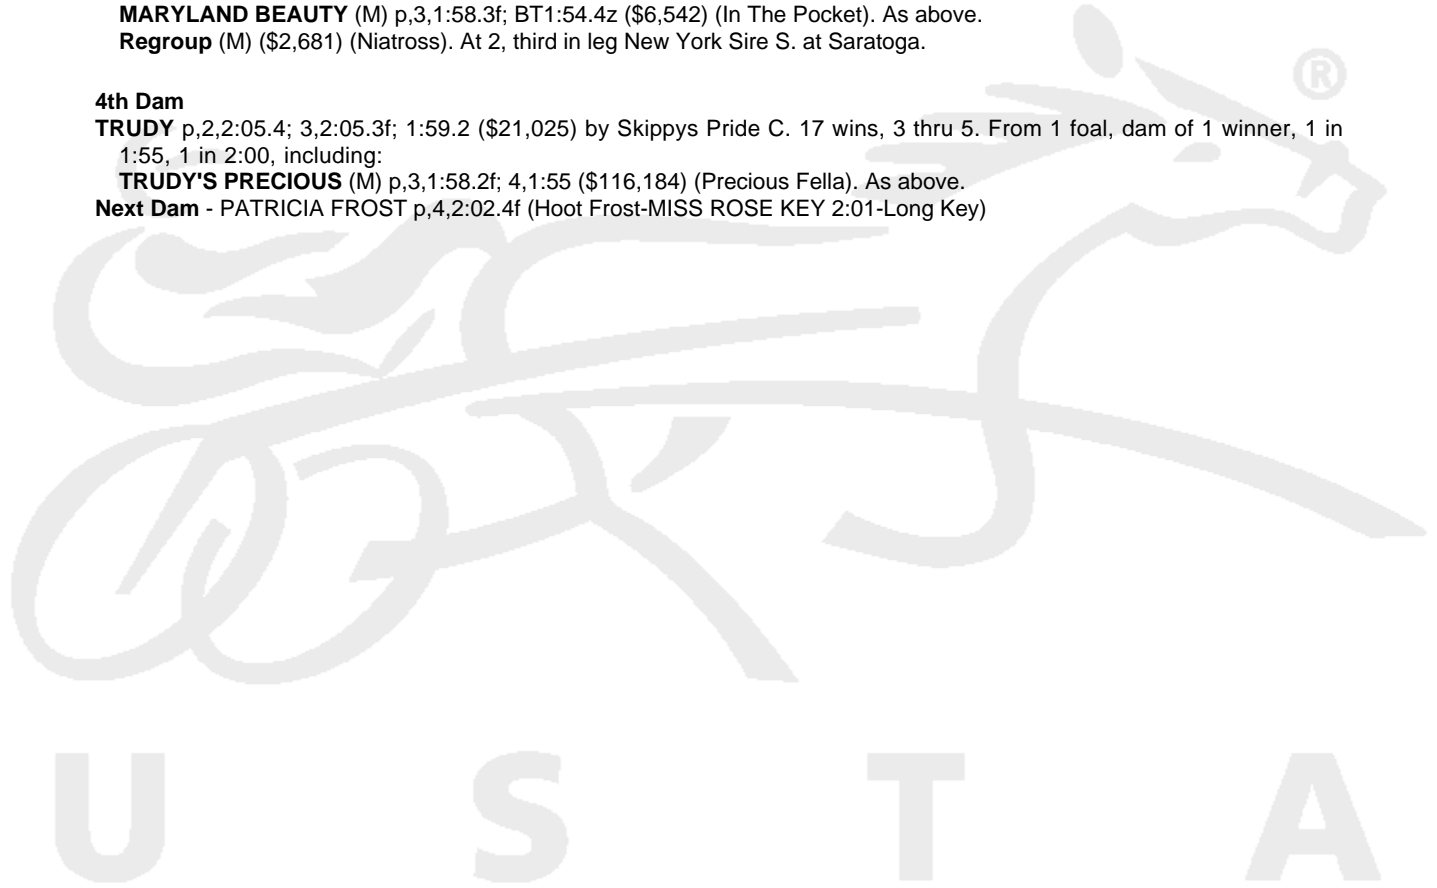 MARYLAND BEAUTY (M) p,3,1:58.3f; BT1:54.4z ($6,542) (In The Pocket). As above.
Regroup (M) ($2,681) (Niatross). At 2, third in leg New York Sire S. at Saratoga.
4th Dam
TRUDY p,2,2:05.4; 3,2:05.3f; 1:59.2 ($21,025) by Skippys Pride C. 17 wins, 3 thru 5. From 1 foal, dam of 1 winner, 1 in
1:55, 1 in 2:00, including:
TRUDY'S PRECIOUS (M) p,3,1:58.2f; 4,1:55 ($116,184) (Precious Fella). As above.
Next Dam - PATRICIA FROST p,4,2:02.4f (Hoot Frost-MISS ROSE KEY 2:01-Long Key)
®
U S T A